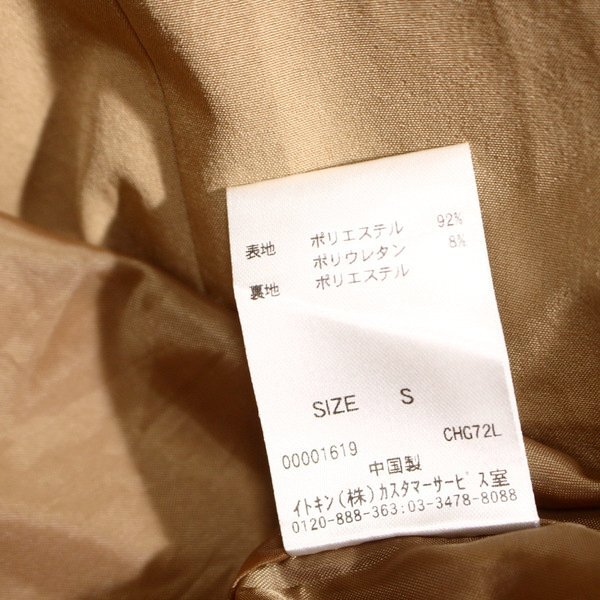 表地 ポリエステル 92%
ポリウレタン 8%
裏地 ポリエステル
SIZE S
00001619 CHG72L
中国製
イトキン(株)カスタマーサービス室
0120-888-363:03-3478-8088